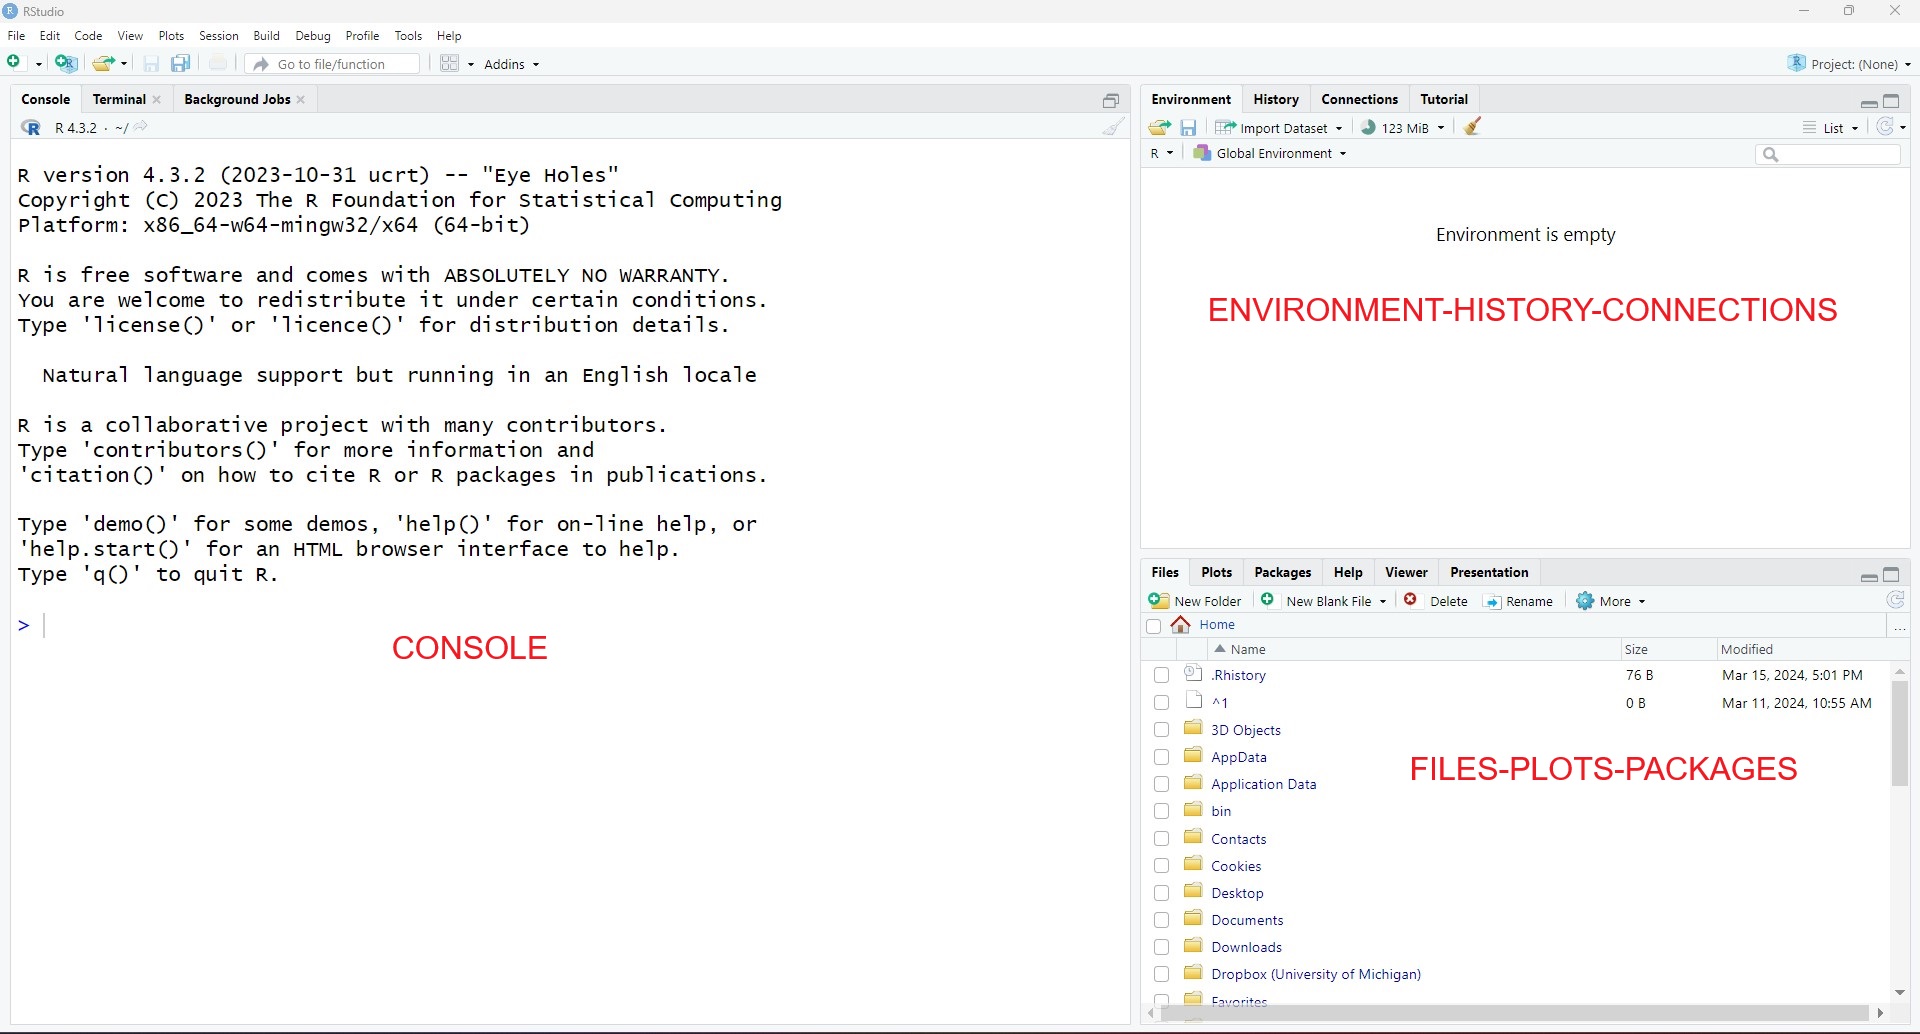 RStudio
File Edit Code View Plots Session Build Debug Profile Tools Help
Go to file/function Addins Project: (None)
Console Terminal Background Jobs
R 4.3.2 · ~/
R version 4.3.2 (2023-10-31 ucrt) -- "Eye Holes"
Copyright (C) 2023 The R Foundation for Statistical Computing
Platform: x86_64-w64-mingw32/x64 (64-bit)
R is free software and comes with ABSOLUTELY NO WARRANTY.
You are welcome to redistribute it under certain conditions.
Type 'license()' or 'licence()' for distribution details.
Natural language support but running in an English locale
R is a collaborative project with many contributors.
Type 'contributors()' for more information and
'citation()' on how to cite R or R packages in publications.
Type 'demo()' for some demos, 'help()' for on-line help, or
'help.start()' for an HTML browser interface to help.
Type 'q()' to quit R.
>
CONSOLE
Environment History Connections Tutorial
Import Dataset 123 MiB List
R Global Environment
Environment is empty
ENVIRONMENT-HISTORY-CONNECTIONS
Files Plots Packages Help Viewer Presentation
New Folder New Blank File Delete Rename More
Home ...
Name Size Modified
.Rhistory 76 B Mar 15, 2024, 5:01 PM
^1 0 B Mar 11, 2024, 10:55 AM
3D Objects
AppData
FILES-PLOTS-PACKAGES
Application Data
bin
Contacts
Cookies
Desktop
Documents
Downloads
Dropbox (University of Michigan)
Favorites